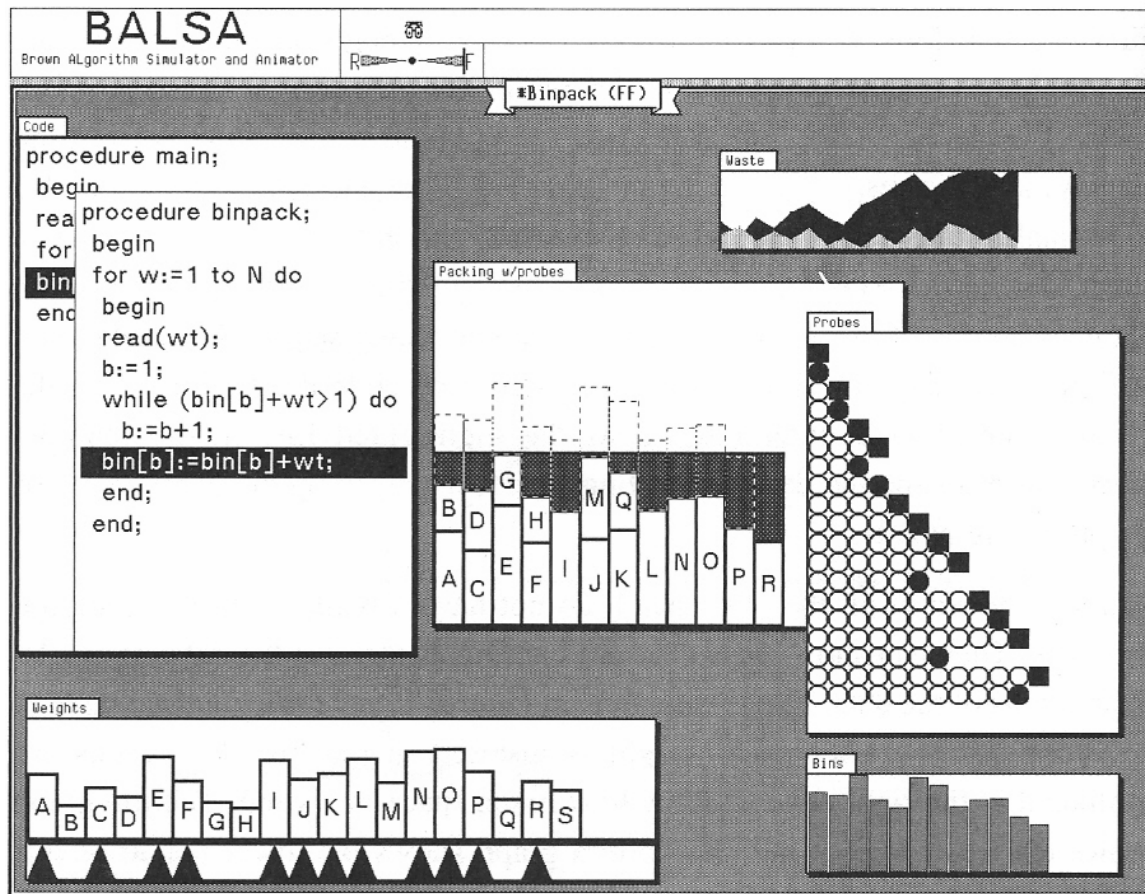 BALSA
Brown ALgorithm Simulator and Animator
R F
*Binpack (FF)
Code
procedure main;
begin
rea
for
binp
end
procedure binpack;
begin
for w:=1 to N do
begin
read(wt);
b:=1;
while (bin[b]+wt>1) do
b:=b+1;
bin[b]:=bin[b]+wt;
end;
end;
Waste
Packing w/probes
G M Q
B D H
A C E F I J K L N O P R
Probes
Weights
A B C D E F G H I J K L M N O P Q R S
Bins